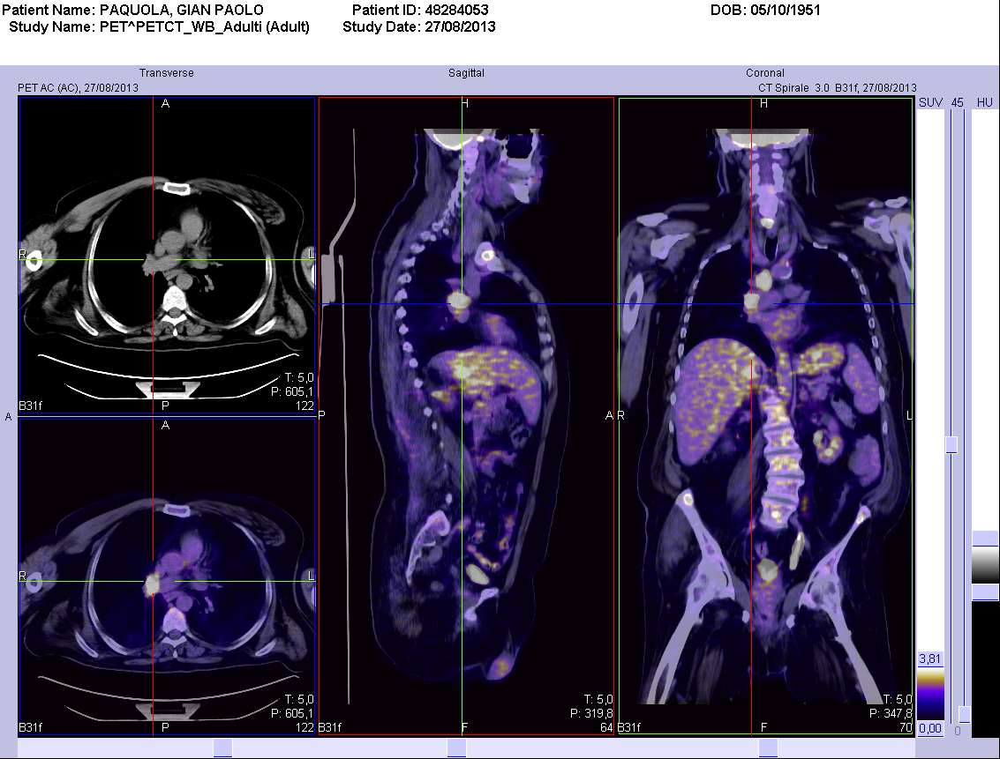 Patient Name: PAQUOLA, GIAN PAOLO Patient ID: 48284053 DOB: 05/10/1951
Study Name: PET^PETCT_WB_Adulti (Adult) Study Date: 27/08/2013
Transverse Sagittal Coronal
PET AC (AC), 27/08/2013 CT Spirale 3.0 B31f, 27/08/2013
A H H SUV 45 HU
R L
T: 5,0
P: 605,1
B31f P 122
A P A R L
A
R L
3,81
T: 5,0 T: 5,0 T: 5,0
P: 605,1 P: 319,8 P: 347,8
B31f P 122 B31f F 64 B31f F 70 0,00 0